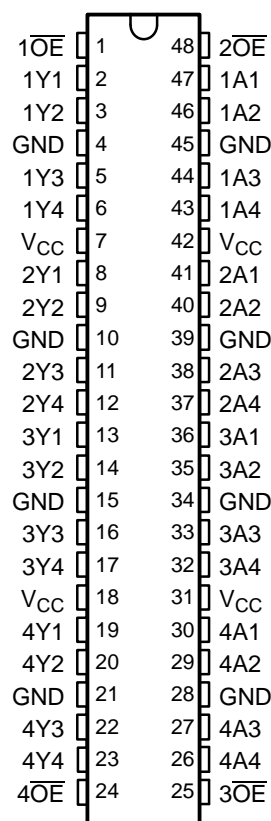 1O̅E̅ 1 48 2O̅E̅
1Y1 2 47 1A1
1Y2 3 46 1A2
GND 4 45 GND
1Y3 5 44 1A3
1Y4 6 43 1A4
VCC 7 42 VCC
2Y1 8 41 2A1
2Y2 9 40 2A2
GND 10 39 GND
2Y3 11 38 2A3
2Y4 12 37 2A4
3Y1 13 36 3A1
3Y2 14 35 3A2
GND 15 34 GND
3Y3 16 33 3A3
3Y4 17 32 3A4
VCC 18 31 VCC
4Y1 19 30 4A1
4Y2 20 29 4A2
GND 21 28 GND
4Y3 22 27 4A3
4Y4 23 26 4A4
4O̅E̅ 24 25 3O̅E̅